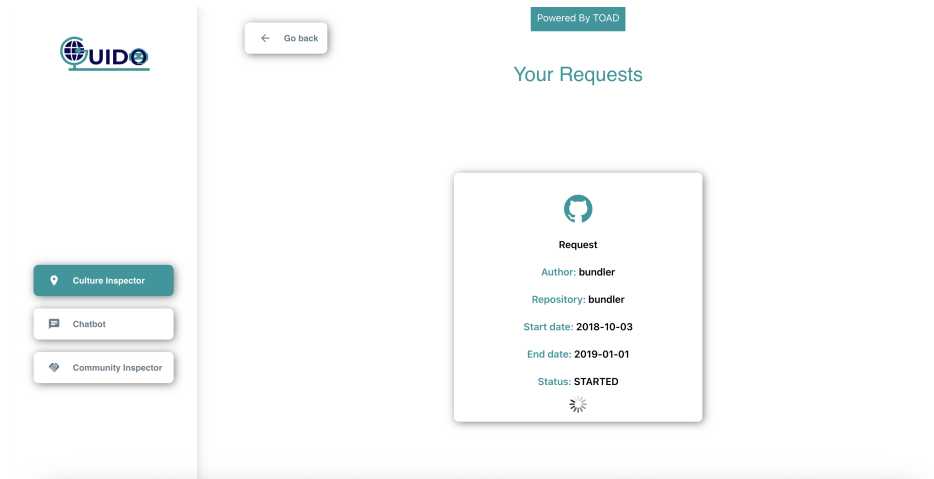 GUIDO
Culture Inspector
Chatbot
Community Inspector
Go back
Powered By TOAD
Your Requests
Request
Author: bundler
Repository: bundler
Start date: 2018-10-03
End date: 2019-01-01
Status: STARTED